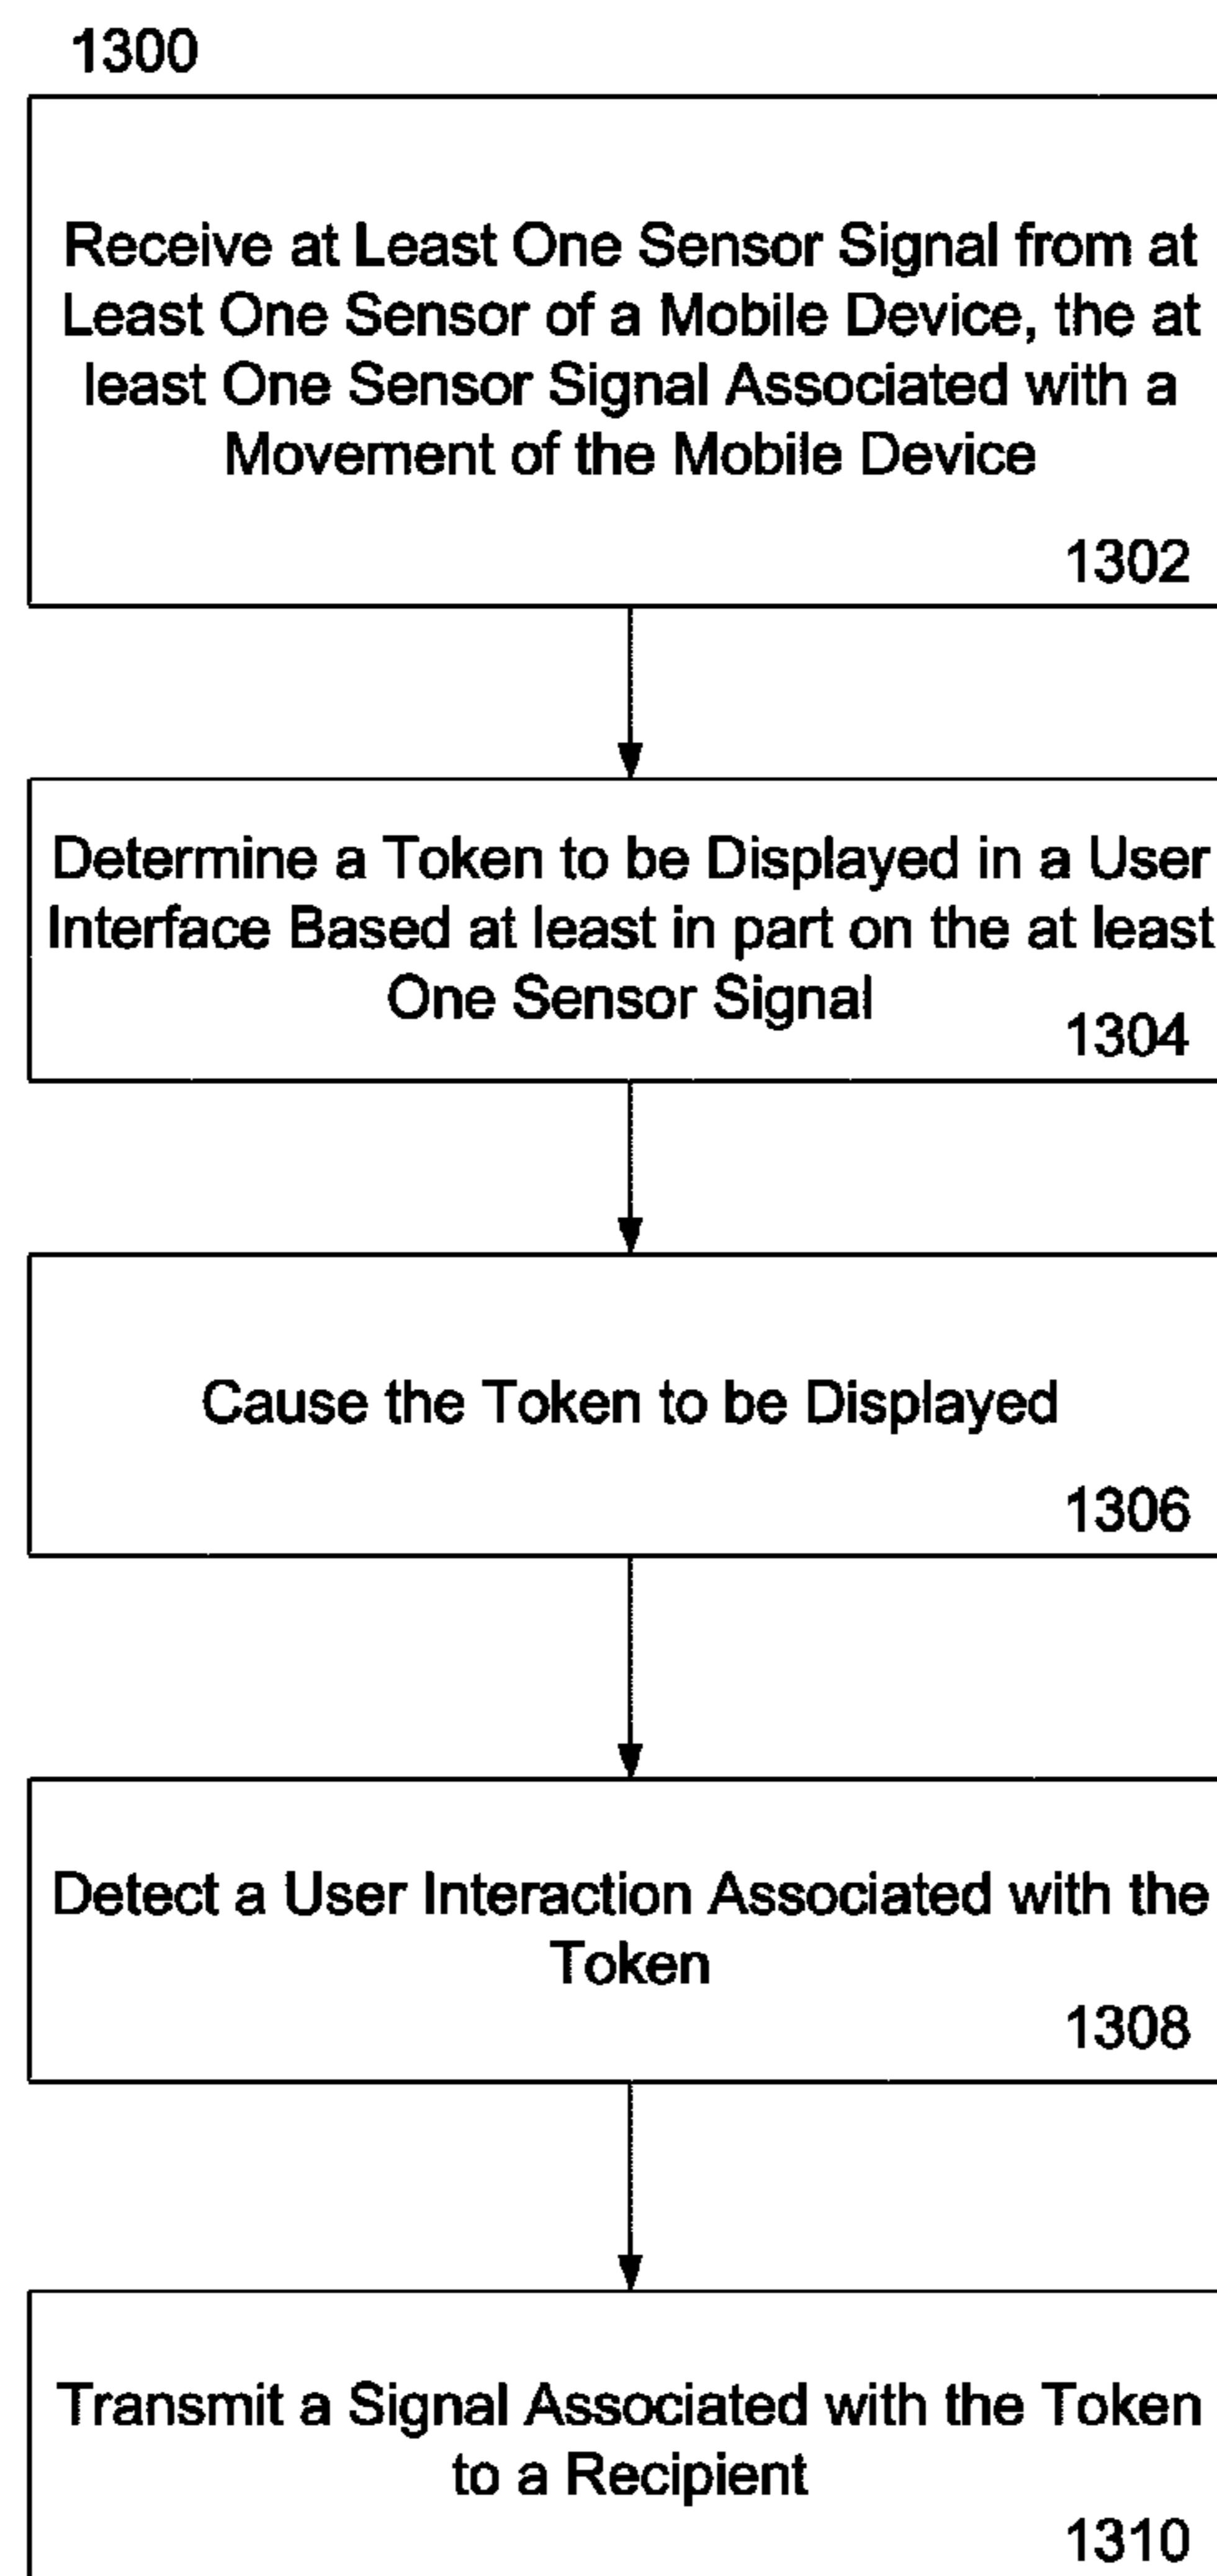 1300
Receive at Least One Sensor Signal from at
Least One Sensor of a Mobile Device, the at
least One Sensor Signal Associated with a
Movement of the Mobile Device
1302
Determine a Token to be Displayed in a User
Interface Based at least in part on the at least
One Sensor Signal
1304
Cause the Token to be Displayed
1306
Detect a User Interaction Associated with the
Token
1308
Transmit a Signal Associated with the Token
to a Recipient
1310